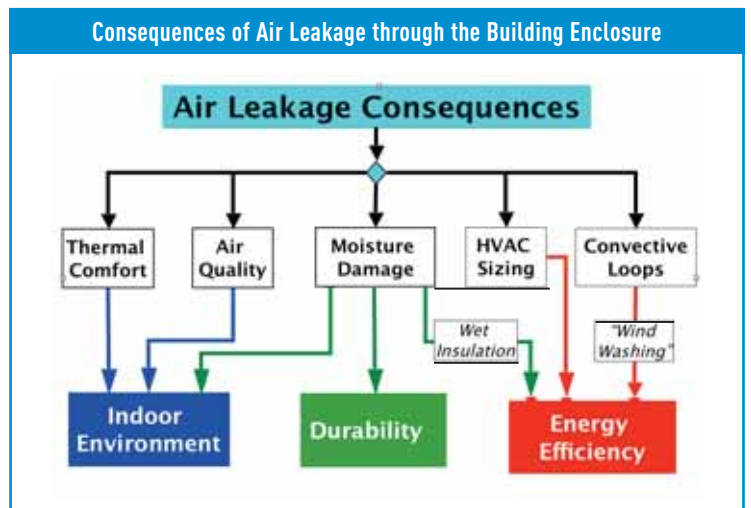 Consequences of Air Leakage through the Building Enclosure
Air Leakage Consequences
Thermal
Comfort
Air
Quality
Moisture
Damage
HVAC
Sizing
Convective
Loops
Wet
Insulation
"Wind
Washing"
Indoor
Environment
Durability
Energy
Efficiency